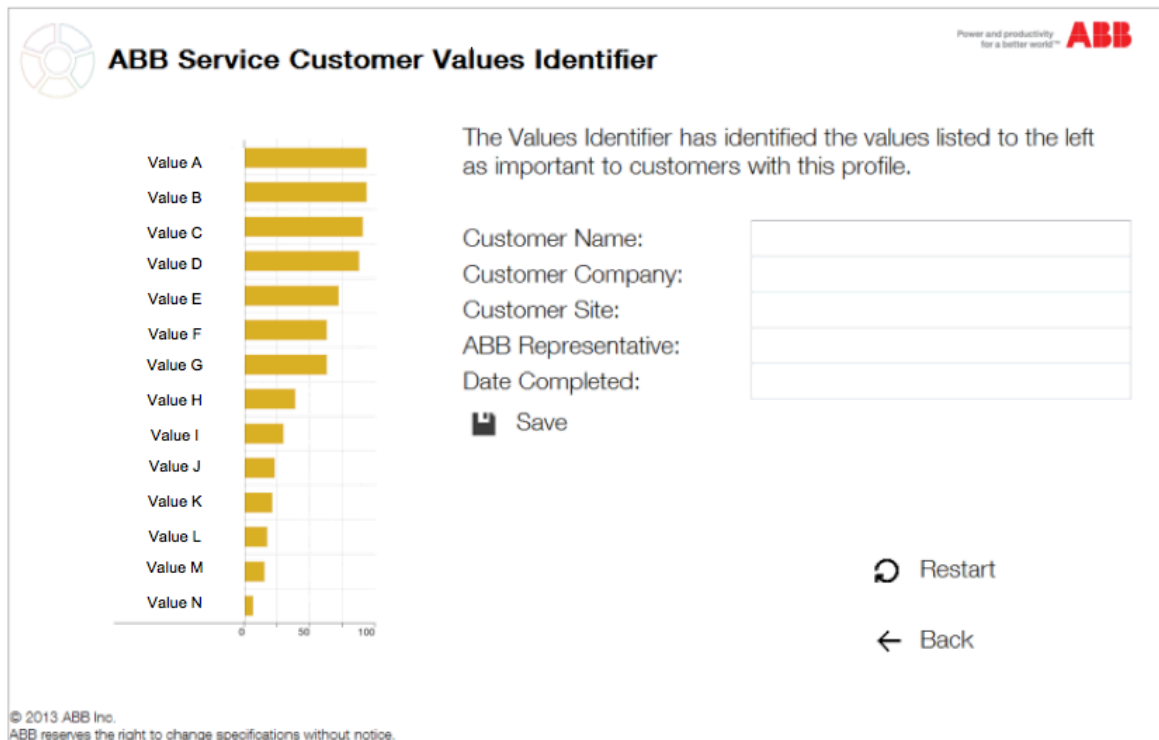 Power and productivity
for a better world™
ABB
ABB Service Customer Values Identifier
The Values Identifier has identified the values listed to the left
as important to customers with this profile.
Value A
Value B
Value C
Value D
Value E
Value F
Value G
Value H
Value I
Value J
Value K
Value L
Value M
Value N
0 50 100
Customer Name:
Customer Company:
Customer Site:
ABB Representative:
Date Completed:
Save
Restart
Back
© 2013 ABB Inc.
ABB reserves the right to change specifications without notice.